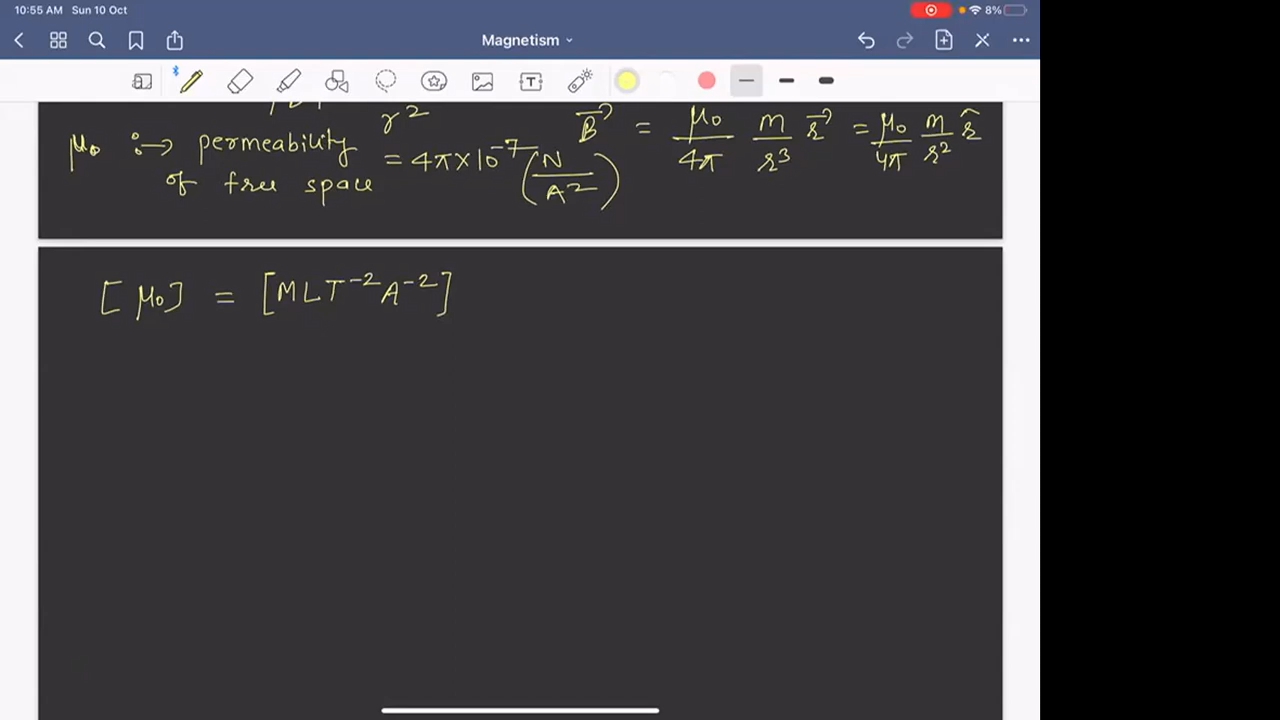 10:55 AM Sun 10 Oct
8%
Magnetism
r²
μ₀ :→ permeability of free space = 4π×10⁻⁷ (N/A²)
B⃗ = μ₀/4π m/r³ r⃗ = μ₀/4π m/r² r̂
[μ₀] = [MLT⁻²A⁻²]